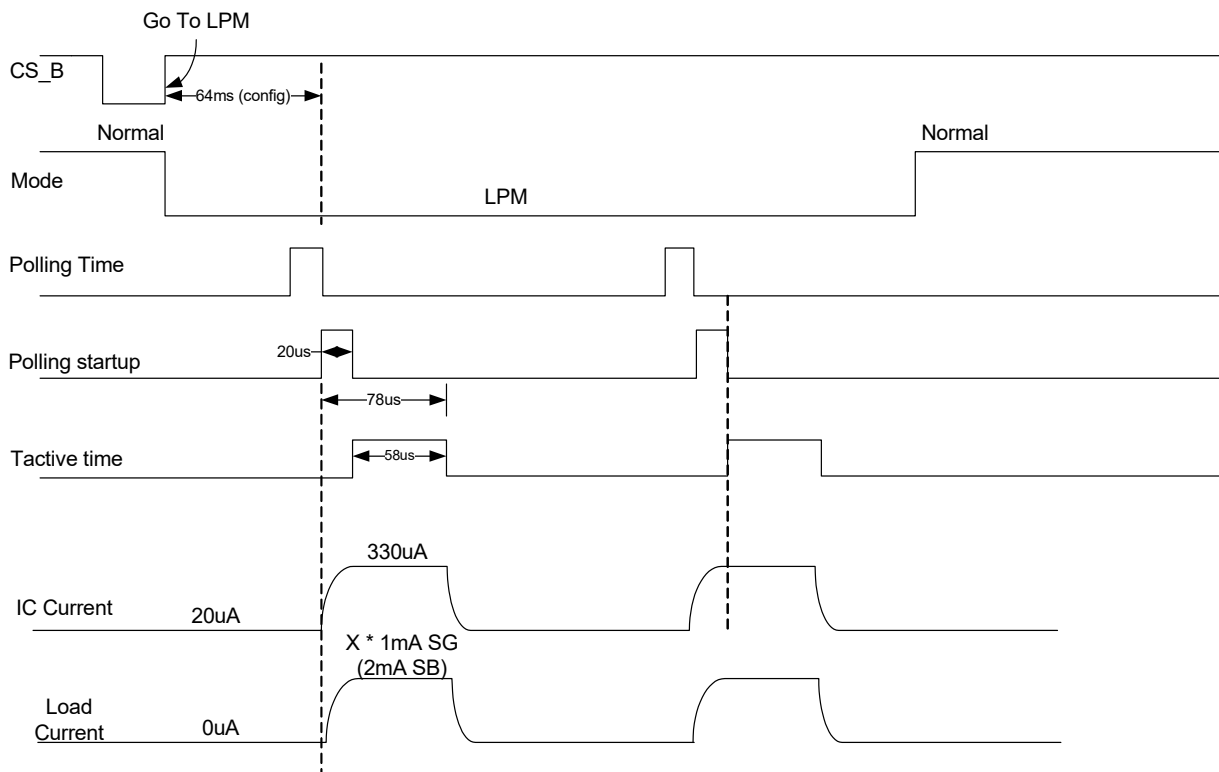 Go To LPM
CS_B
64ms (config)
Normal
Normal
Mode
LPM
Polling Time
20us
Polling startup
78us
Tactive time
58us
330uA
IC Current
20uA
X * 1mA SG
(2mA SB)
Load
Current
0uA